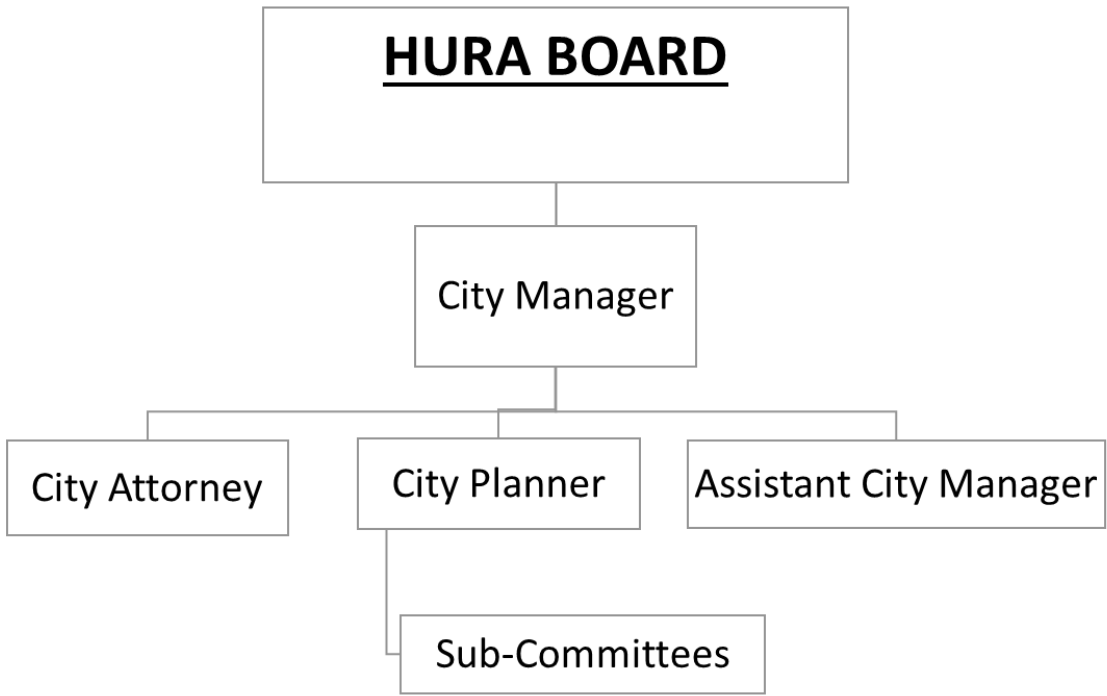 HURA BOARD
City Manager
City Attorney
City Planner
Assistant City Manager
Sub-Committees